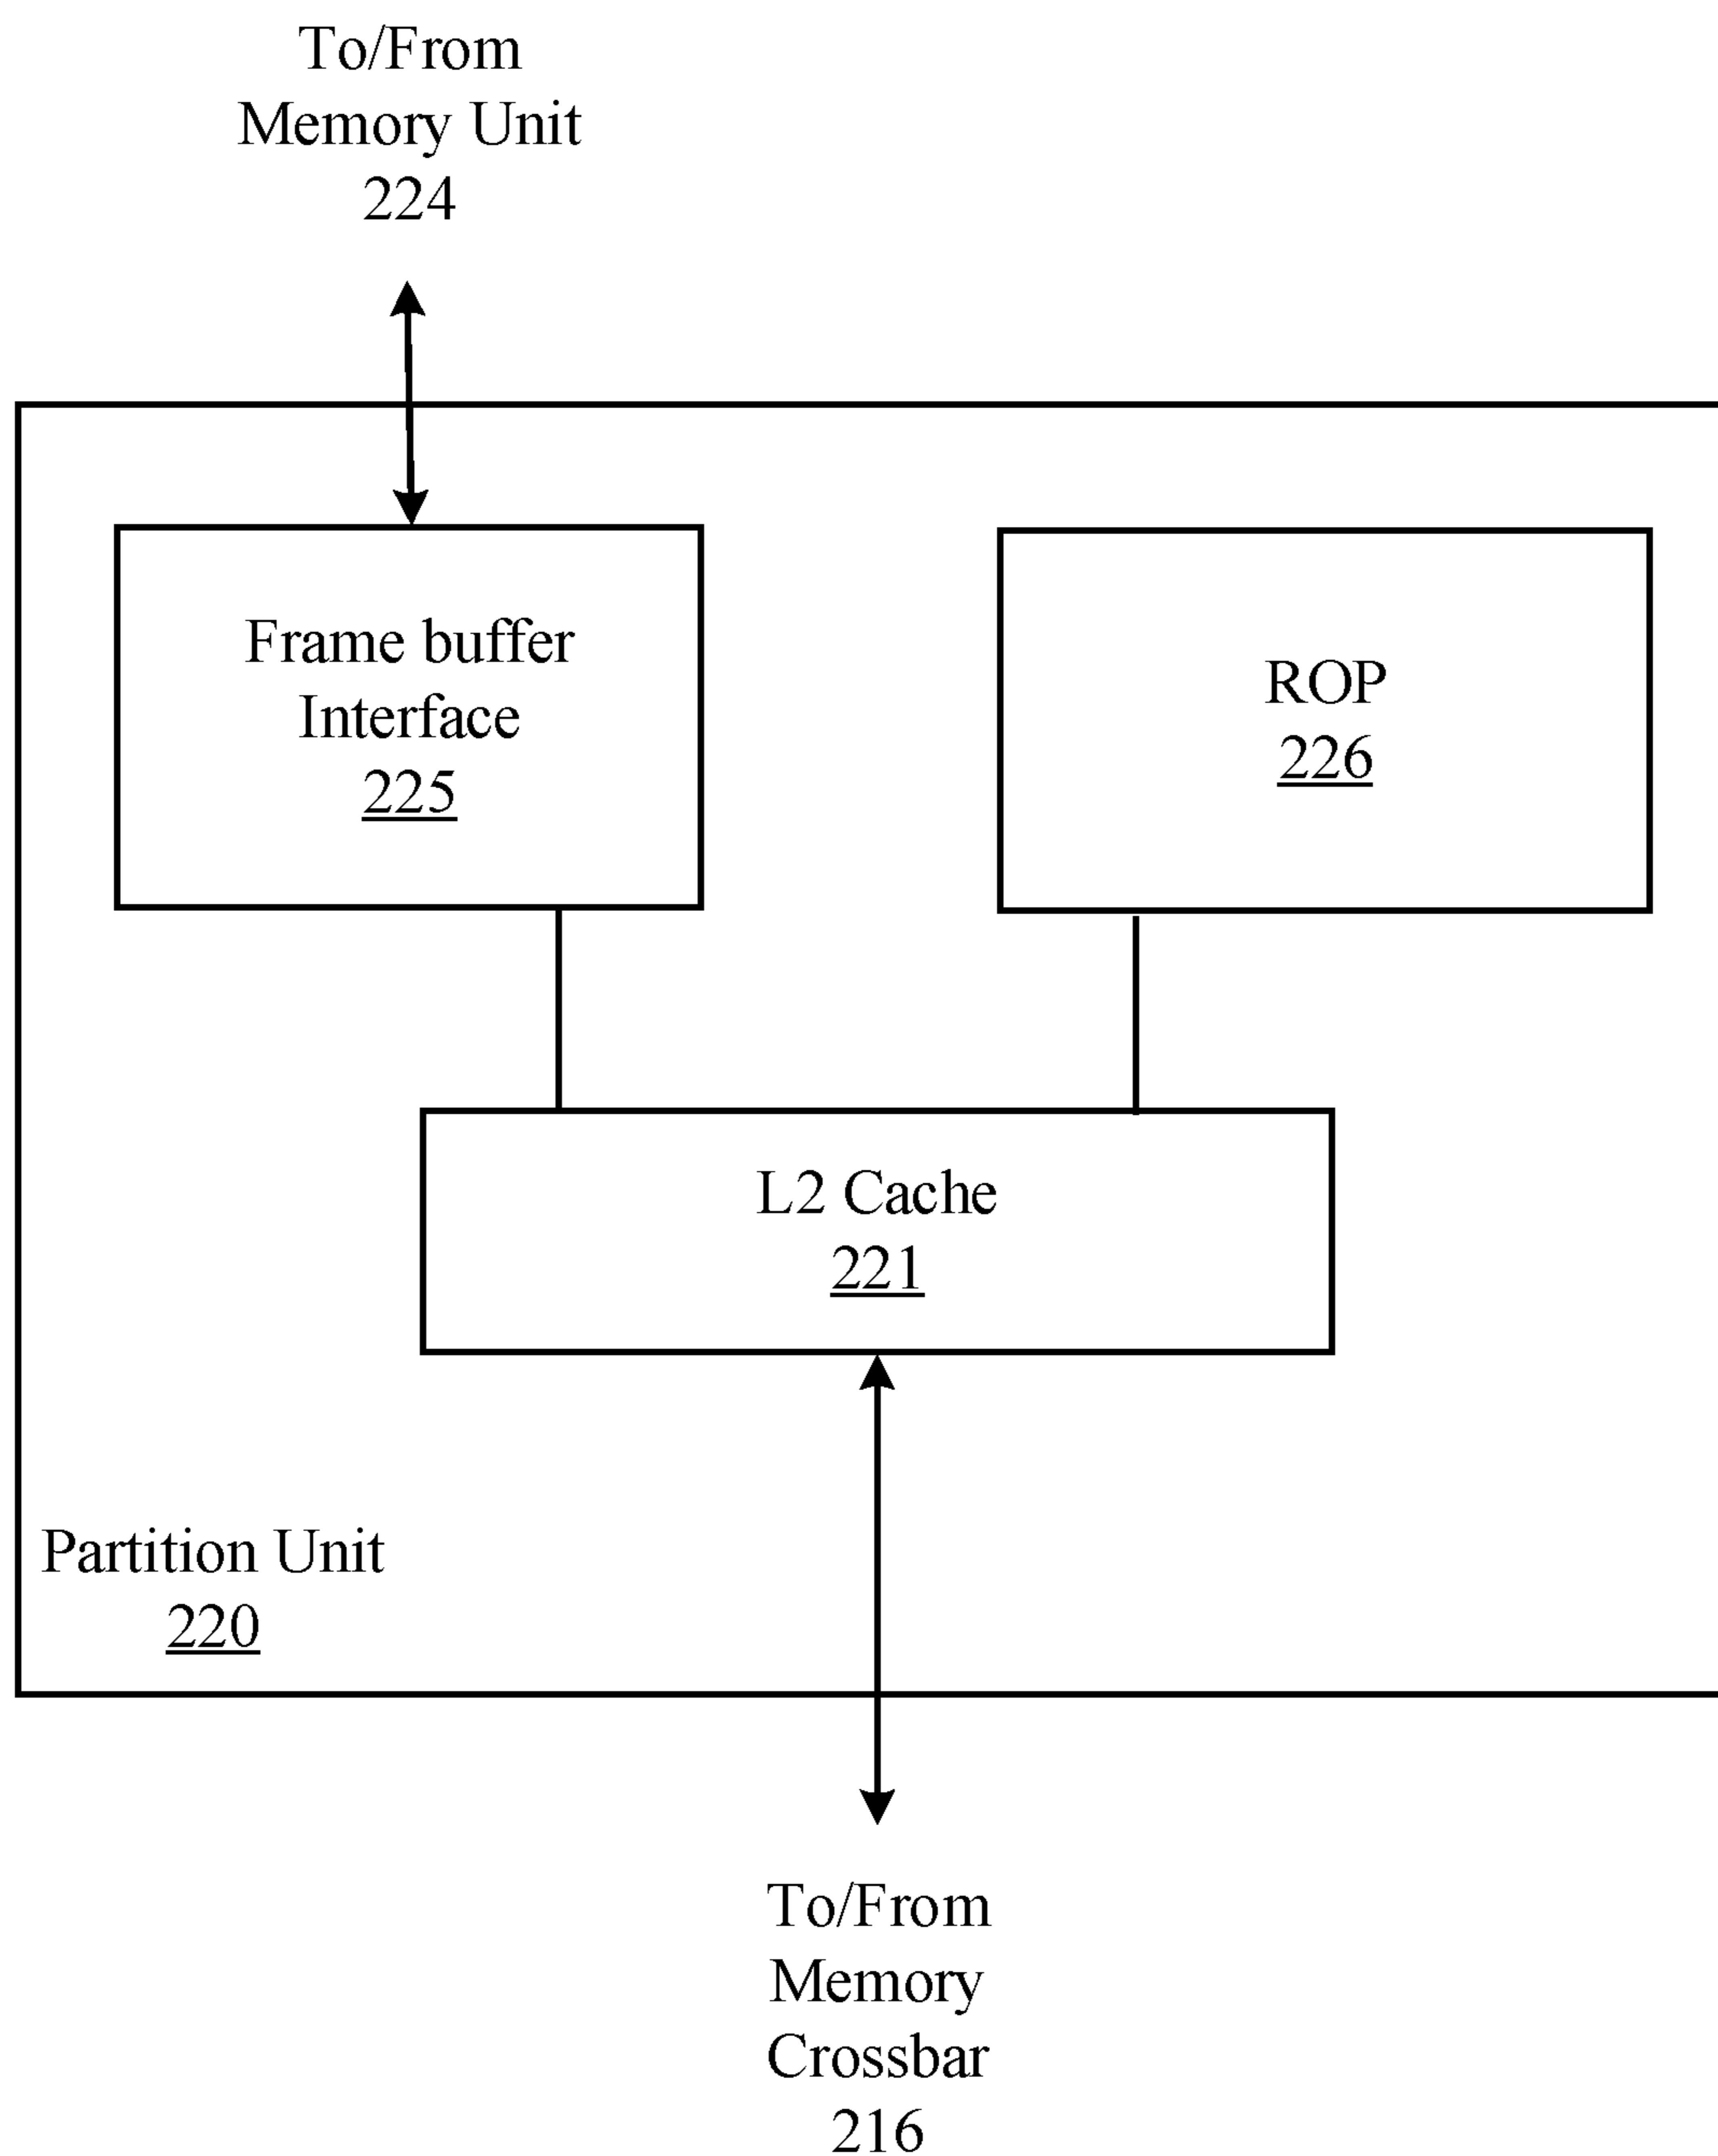 To/From
Memory Unit
224
Frame buffer
Interface
225
ROP
226
L2 Cache
221
Partition Unit
220
To/From
Memory
Crossbar
216